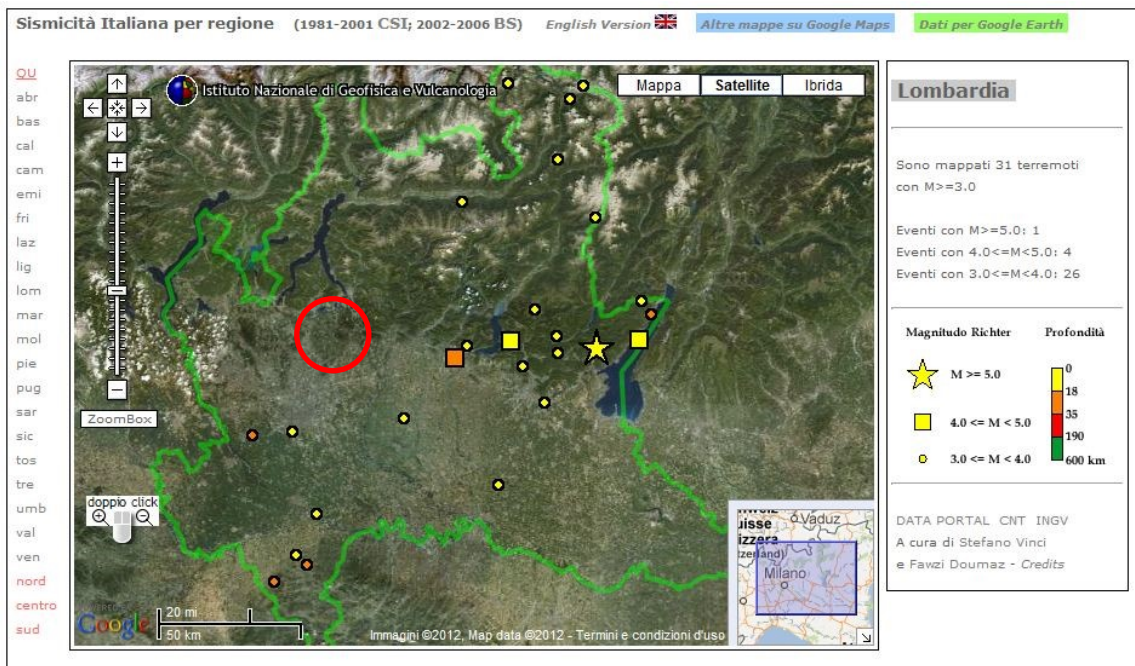 Sismicità Italiana per regione (1981-2001 CSI; 2002-2006 BS) English Version Altre mappe su Google Maps Dati per Google Earth
QU
abr
bas
cal
cam
emi
fri
laz
lig
lom
mar
mol
pie
pug
sar
sic
tos
tre
umb
val
ven
nord
centro
sud
Istituto Nazionale di Geofisica e Vulcanologia
Mappa Satellite Ibrida
ZoomBox
doppio click
POWERED BY
Google
20 mi
50 km
Immagini ©2012, Map data ©2012 - Termini e condizioni d'uso
uisse
Vaduz
vizzera
tzerland)
Milano
Lombardia
Sono mappati 31 terremoti
con M>=3.0
Eventi con M>=5.0: 1
Eventi con 4.0<=M<5.0: 4
Eventi con 3.0<=M<4.0: 26
Magnitudo Richter Profondità
M >= 5.0
4.0 <= M < 5.0
3.0 <= M < 4.0
0
18
35
190
600 km
DATA PORTAL CNT INGV
A cura di Stefano Vinci
e Fawzi Doumaz - Credits